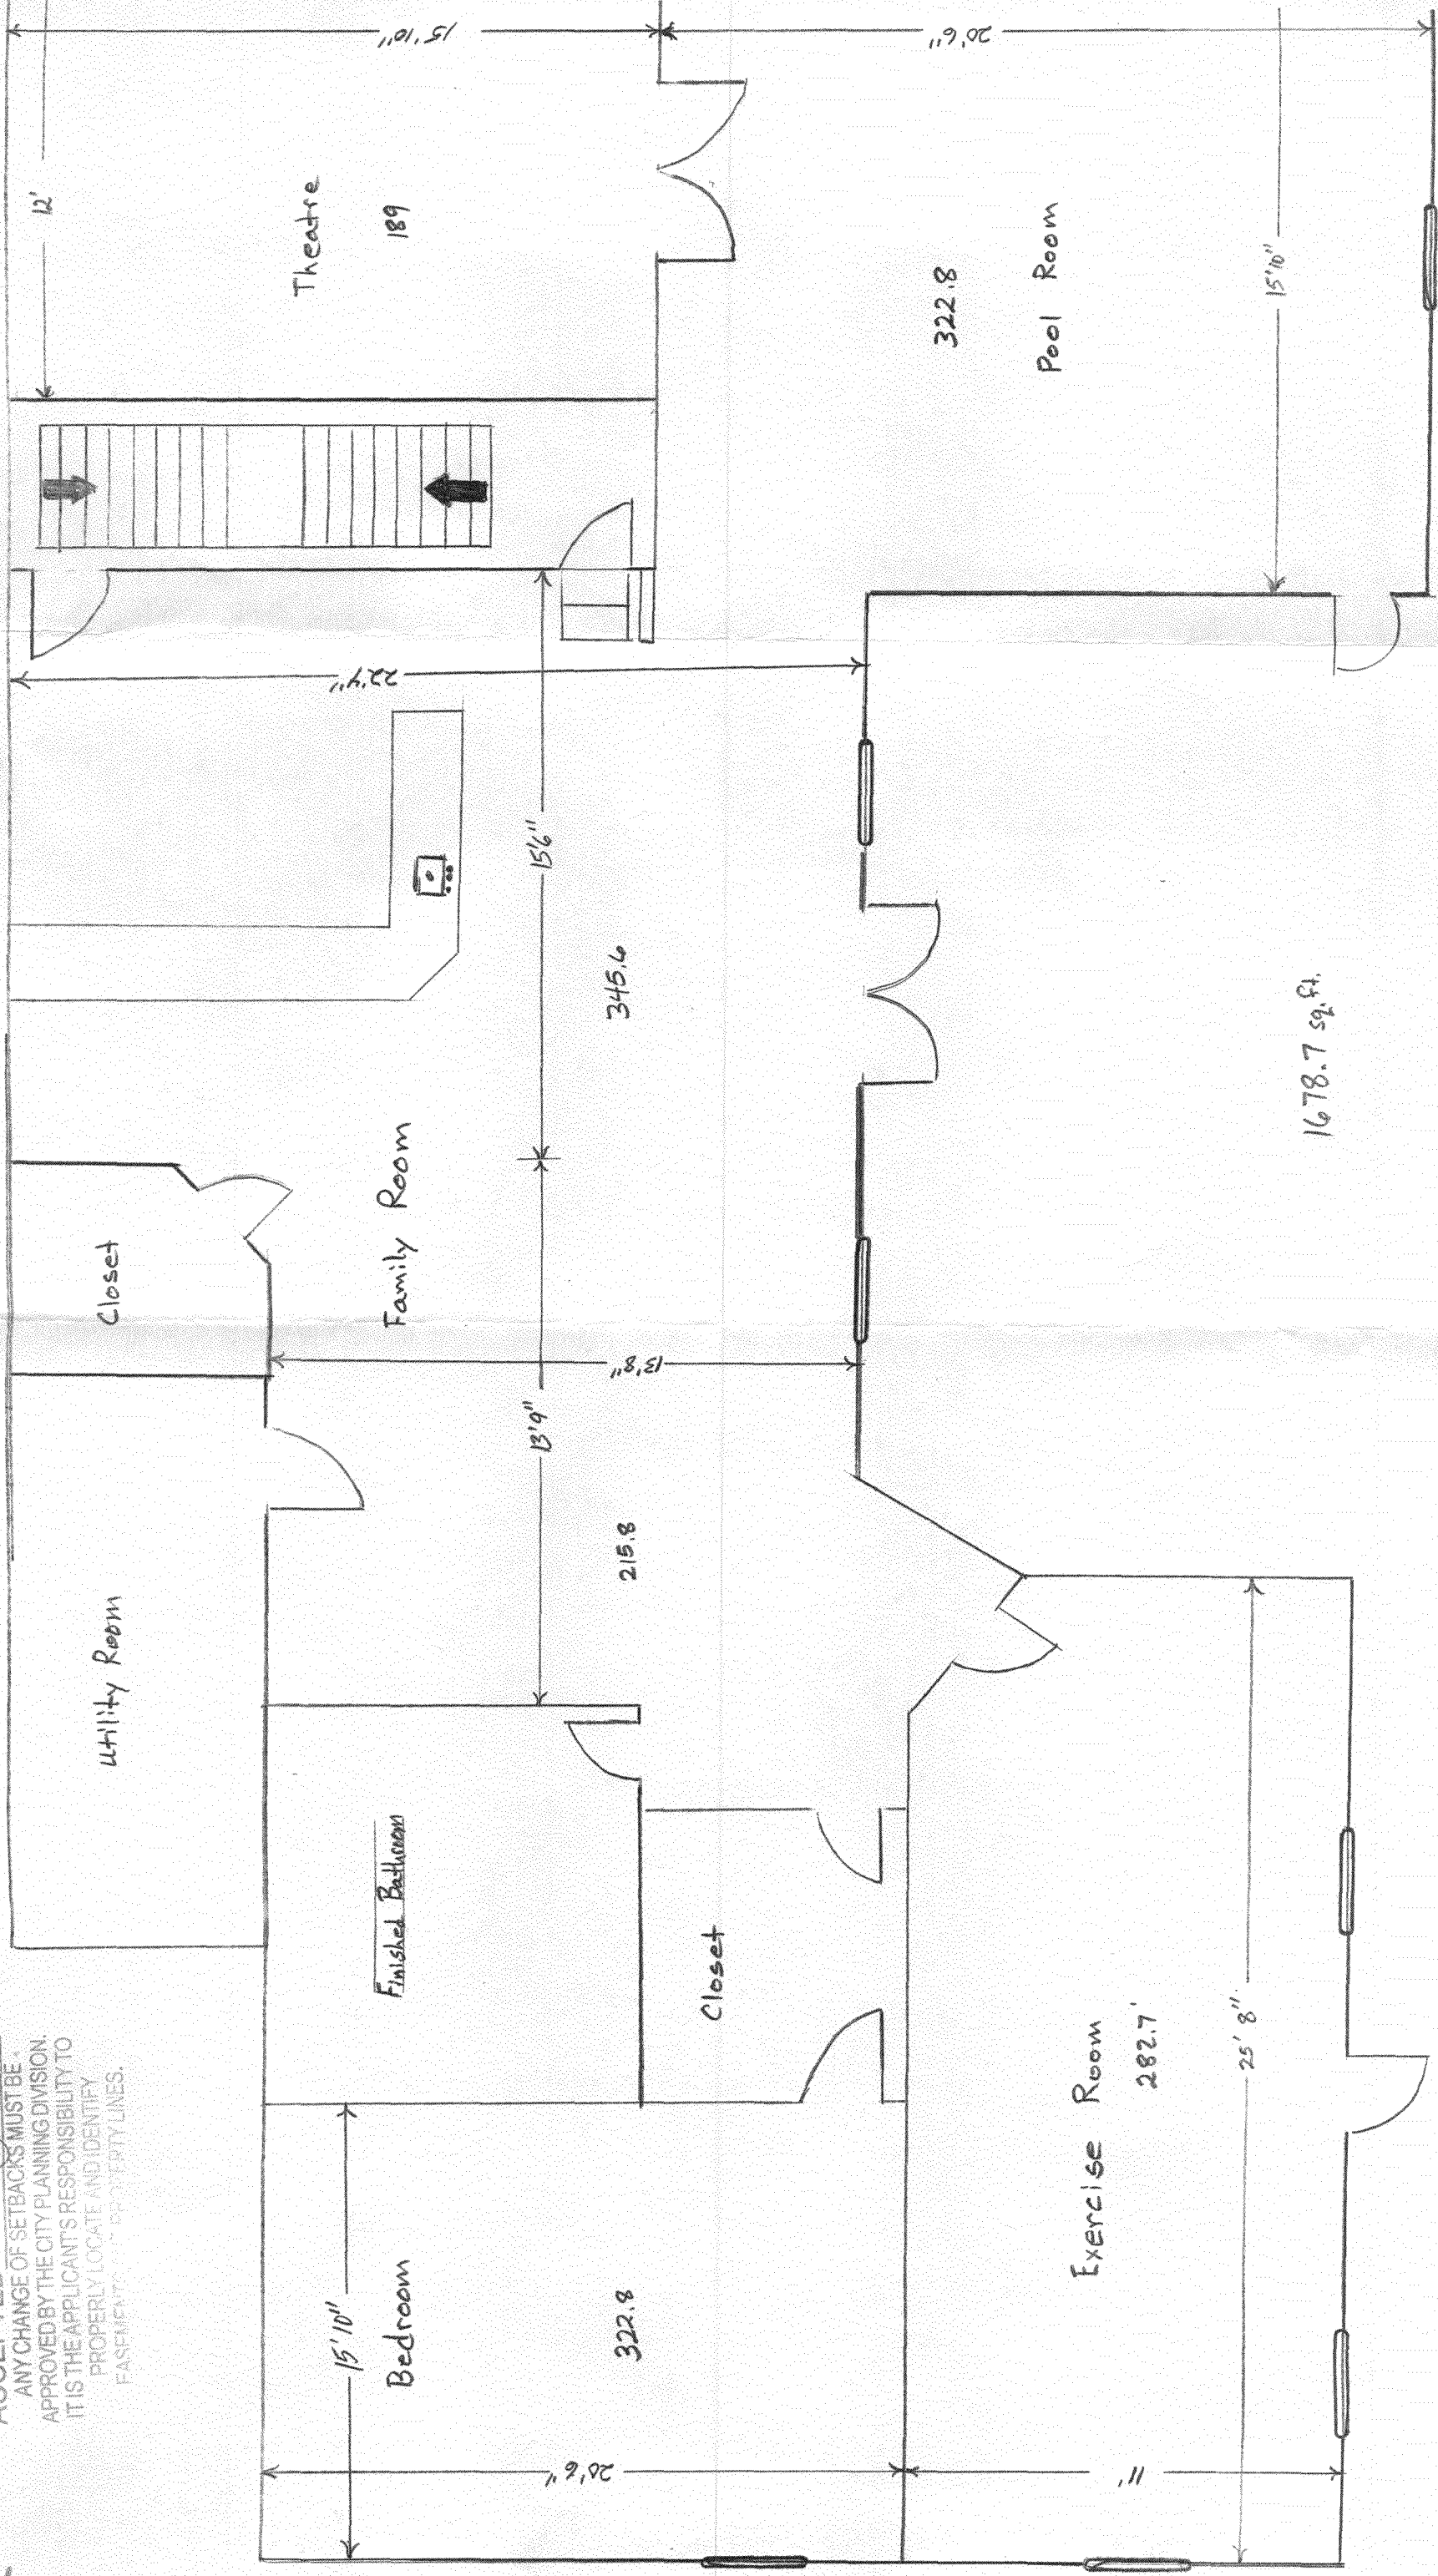 ANY CHANGE OF SETBACKS MUST BE
APPROVED BY THE CITY PLANNING DIVISION.
IT IS THE APPLICANT'S RESPONSIBILITY TO
PROPERLY LOCATE AND IDENTIFY
PROPERTY LINES.
Utility Room
Closet
12'
15'10"
Theatre
189
20'6"
322.8
Pool Room
15'10"
22'4"
15'6"
345.6
Family Room
13'8"
13'9"
215.8
Finished Bathroom
Closet
15'10"
Bedroom
322.8
20'6"
11'
Exercise Room
282.7'
25'8"
1678.7 sq.ft.